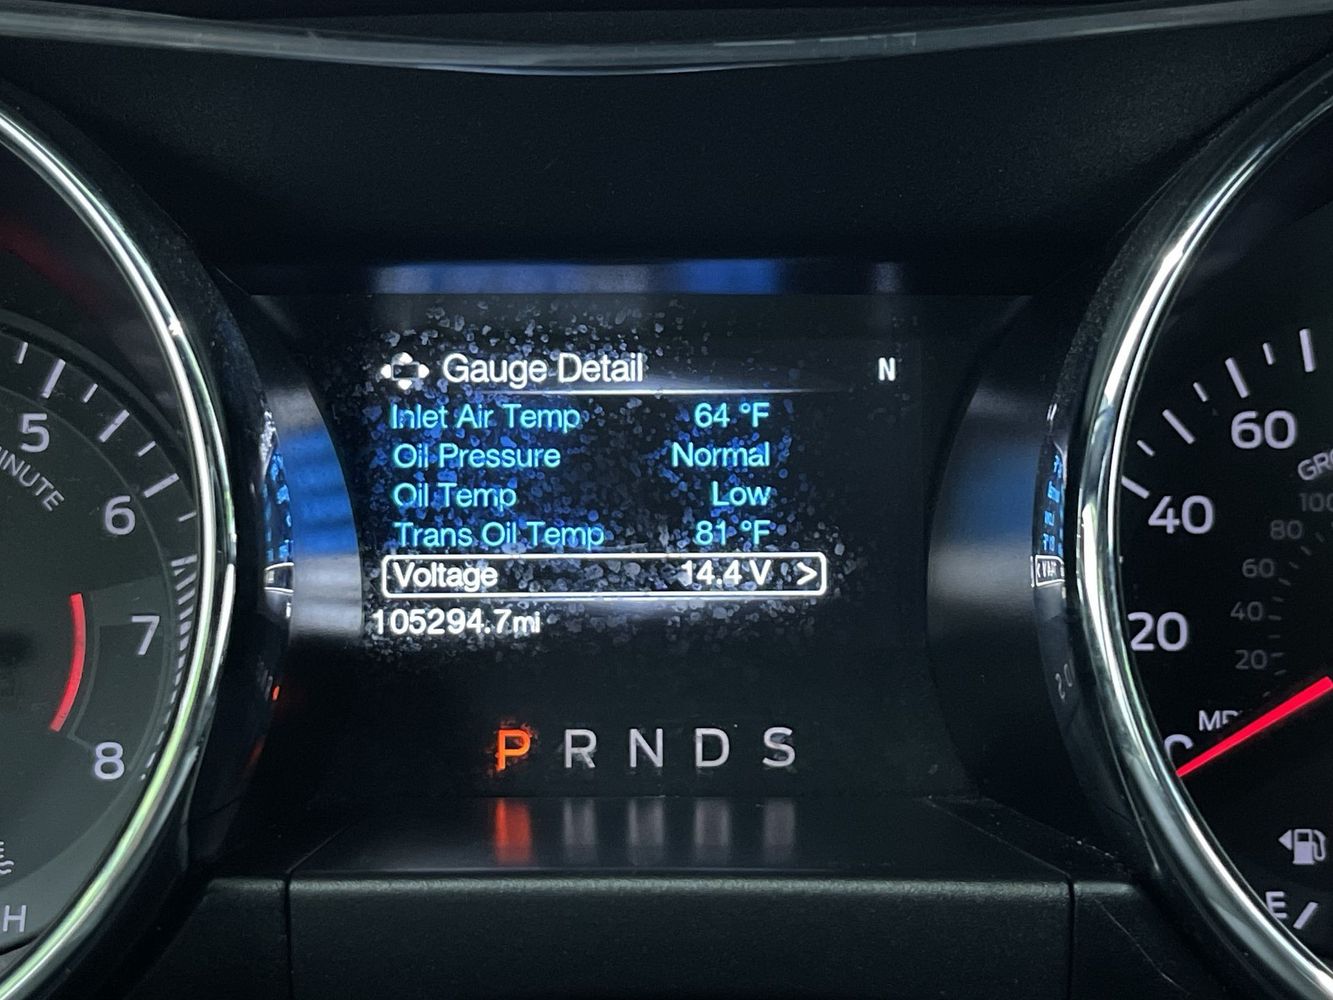 Gauge Detail N
Inlet Air Temp 64 °F
Oil Pressure Normal
Oil Temp Low
Trans Oil Temp 81 °F
Voltage 14.4 V >
105294.7mi
P R N D S
5
6
7
8
H
60
40
20
100
80
60
40
20
E